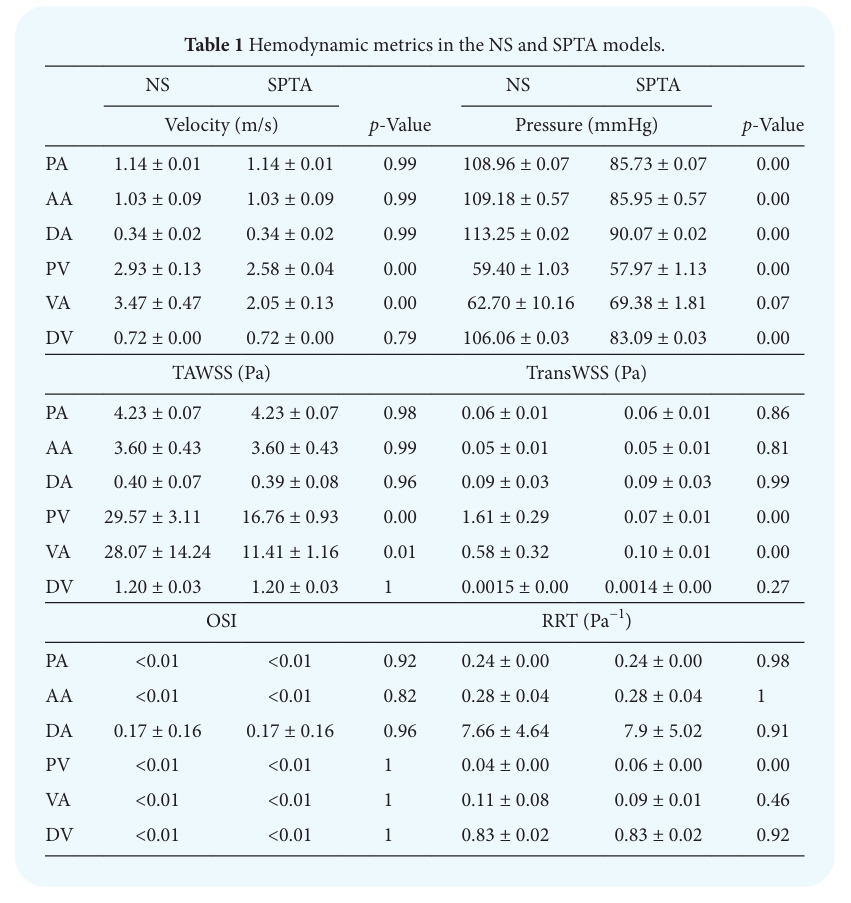 Table 1 Hemodynamic metrics in the NS and SPTA models.
NS SPTA NS SPTA
Velocity (m/s) p-Value Pressure (mmHg) p-Value
PA 1.14 ± 0.01 1.14 ± 0.01 0.99 108.96 ± 0.07 85.73 ± 0.07 0.00
AA 1.03 ± 0.09 1.03 ± 0.09 0.99 109.18 ± 0.57 85.95 ± 0.57 0.00
DA 0.34 ± 0.02 0.34 ± 0.02 0.99 113.25 ± 0.02 90.07 ± 0.02 0.00
PV 2.93 ± 0.13 2.58 ± 0.04 0.00 59.40 ± 1.03 57.97 ± 1.13 0.00
VA 3.47 ± 0.47 2.05 ± 0.13 0.00 62.70 ± 10.16 69.38 ± 1.81 0.07
DV 0.72 ± 0.00 0.72 ± 0.00 0.79 106.06 ± 0.03 83.09 ± 0.03 0.00
TAWSS (Pa) TransWSS (Pa)
PA 4.23 ± 0.07 4.23 ± 0.07 0.98 0.06 ± 0.01 0.06 ± 0.01 0.86
AA 3.60 ± 0.43 3.60 ± 0.43 0.99 0.05 ± 0.01 0.05 ± 0.01 0.81
DA 0.40 ± 0.07 0.39 ± 0.08 0.96 0.09 ± 0.03 0.09 ± 0.03 0.99
PV 29.57 ± 3.11 16.76 ± 0.93 0.00 1.61 ± 0.29 0.07 ± 0.01 0.00
VA 28.07 ± 14.24 11.41 ± 1.16 0.01 0.58 ± 0.32 0.10 ± 0.01 0.00
DV 1.20 ± 0.03 1.20 ± 0.03 1 0.0015 ± 0.00 0.0014 ± 0.00 0.27
OSI RRT (Pa⁻¹)
PA <0.01 <0.01 0.92 0.24 ± 0.00 0.24 ± 0.00 0.98
AA <0.01 <0.01 0.82 0.28 ± 0.04 0.28 ± 0.04 1
DA 0.17 ± 0.16 0.17 ± 0.16 0.96 7.66 ± 4.64 7.9 ± 5.02 0.91
PV <0.01 <0.01 1 0.04 ± 0.00 0.06 ± 0.00 0.00
VA <0.01 <0.01 1 0.11 ± 0.08 0.09 ± 0.01 0.46
DV <0.01 <0.01 1 0.83 ± 0.02 0.83 ± 0.02 0.92